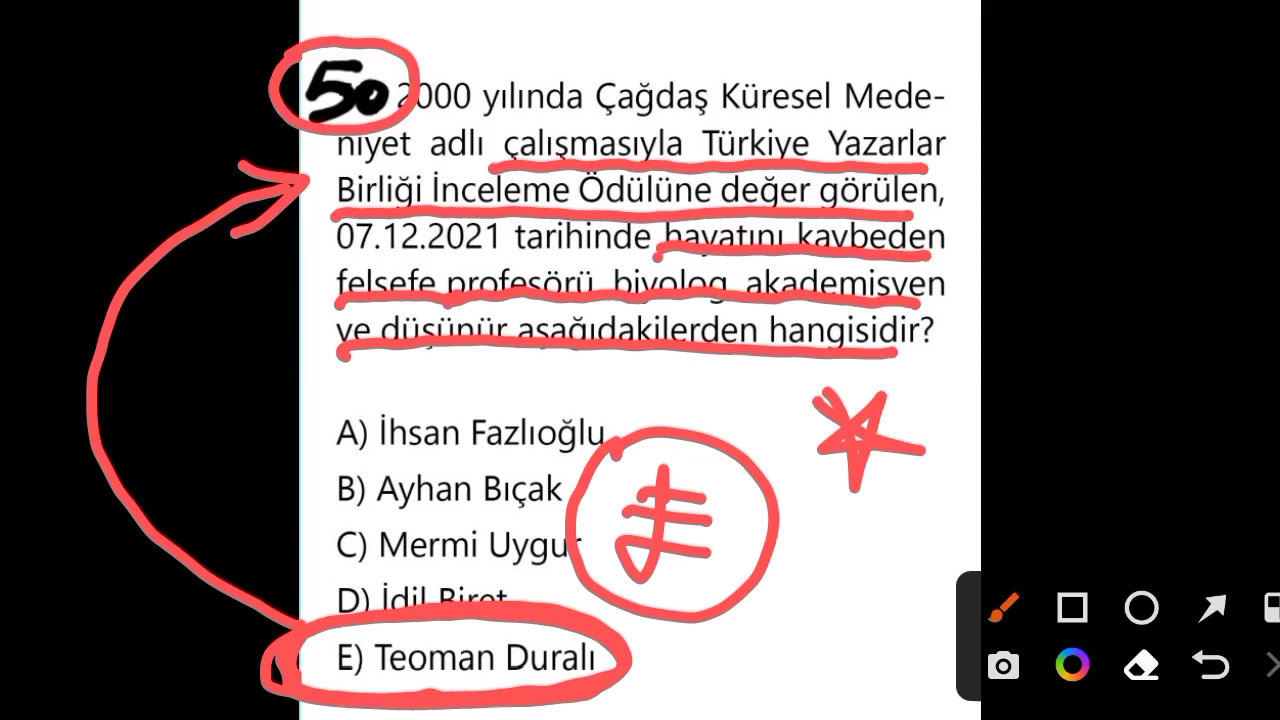 50 2000 yılında Çağdaş Küresel Mede-
niyet adlı çalışmasıyla Türkiye Yazarlar
Birliği İnceleme Ödülüne değer görülen,
07.12.2021 tarihinde hayatını kaybeden
felsefe profesörü, biyolog, akademisyen
ve düşünür aşağıdakilerden hangisidir?
A) İhsan Fazlıoğlu
B) Ayhan Bıçak
C) Mermi Uygur
D) İdil Biret
E) Teoman Duralı